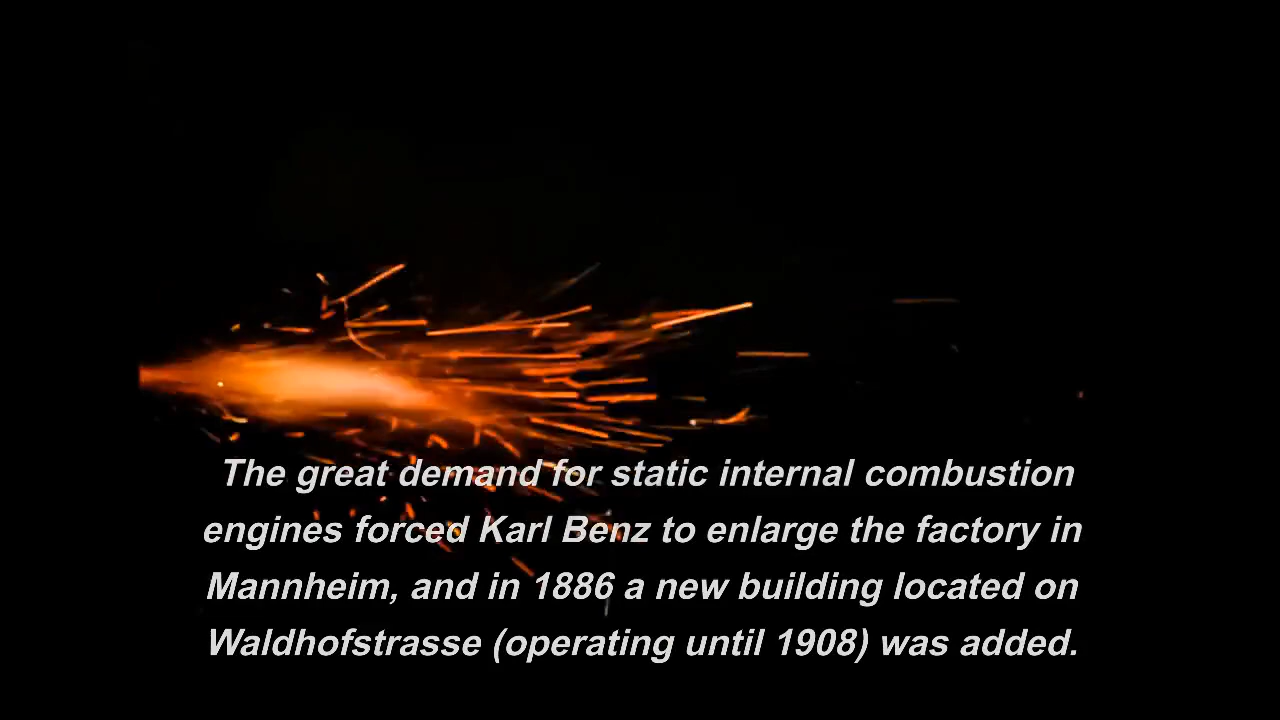 The great demand for static internal combustion
engines forced Karl Benz to enlarge the factory in
Mannheim, and in 1886 a new building located on
Waldhofstrasse (operating until 1908) was added.